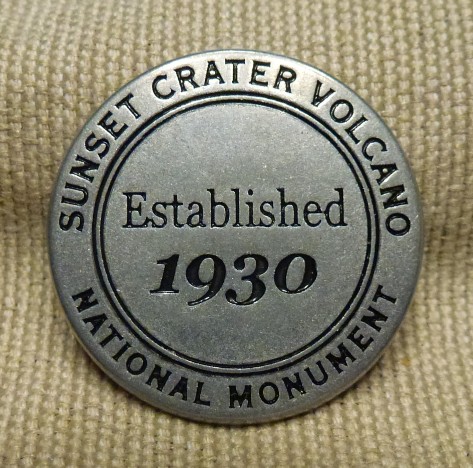 SUNSET CRATER VOLCANO
Established
1930
NATIONAL MONUMENT